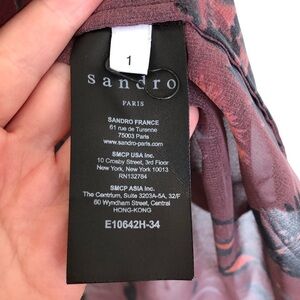 1
sandro
PARIS
SANDRO FRANCE
61 rue de Turenne
75003 Paris
www.sandro-paris.com
SMCP USA Inc.
10 Crosby Street, 3rd Floor
New York, New York 10013
RN132784
SMCP ASIA Inc.
The Centrium, Suite 3203A-5A, 32/F
60 Wyndham Street, Central
HONG-KONG
E10642H-34